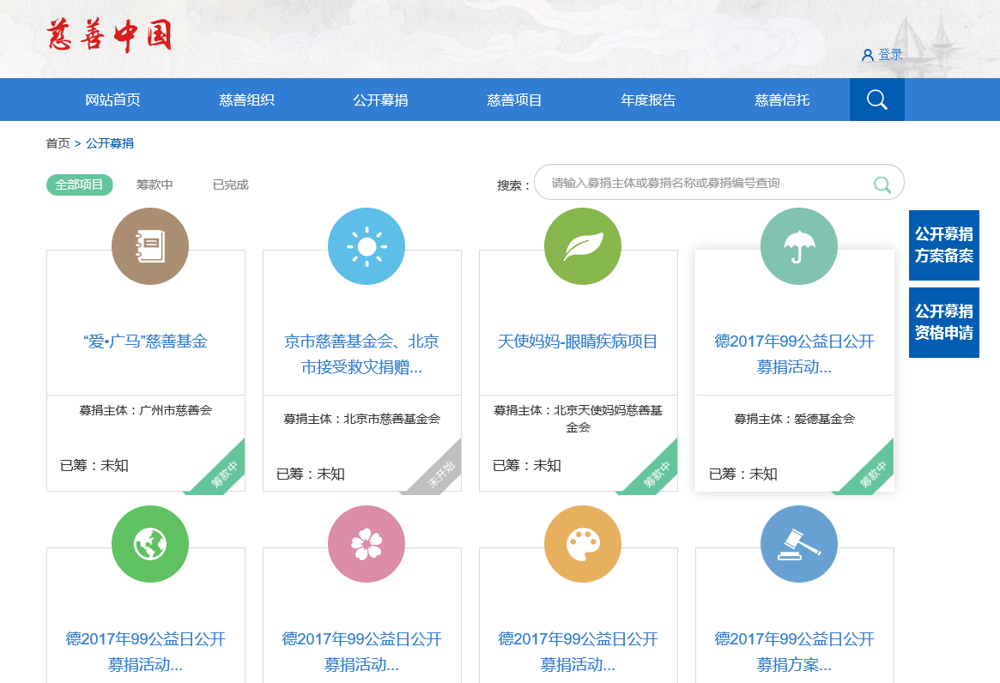 慈善中国
登录
网站首页 慈善组织 公开募捐 慈善项目 年度报告 慈善信托
首页 > 公开募捐
全部项目 筹款中 已完成 搜索： 请输入募捐主体或募捐名称或募捐编号查询
公开募捐
方案备案
公开募捐
资格申请
“爱•广马”慈善基金
募捐主体：广州市慈善会
已筹：未知
筹款中
京市慈善基金会、北京
市接受救灾捐赠...
募捐主体：北京市慈善基金会
已筹：未知
未开始
天使妈妈-眼睛疾病项目
募捐主体：北京天使妈妈慈善基
金会
已筹：未知
筹款中
德2017年99公益日公开
募捐活动...
募捐主体：爱德基金会
已筹：未知
筹款中
德2017年99公益日公开
募捐活动...
德2017年99公益日公开
募捐活动...
德2017年99公益日公开
募捐活动...
德2017年99公益日公开
募捐方案...